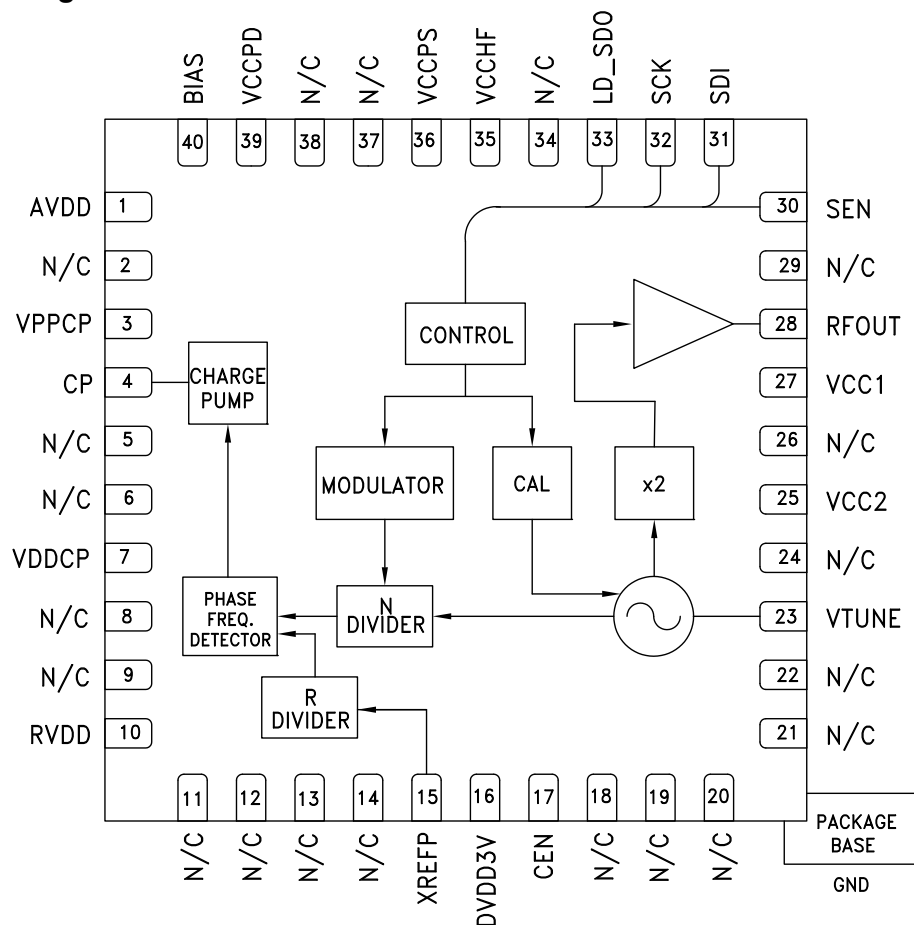 BIAS
VCCPD
N/C
N/C
VCCPS
VCCHF
N/C
LD_SDO
SCK
SDI
40
39
38
37
36
35
34
33
32
31
AVDD 1
N/C 2
VPPCP 3
CP 4
N/C 5
N/C 6
VDDCP 7
N/C 8
N/C 9
RVDD 10
30 SEN
29 N/C
28 RFOUT
27 VCC1
26 N/C
25 VCC2
24 N/C
23 VTUNE
22 N/C
21 N/C
CONTROL
CHARGE
PUMP
MODULATOR
CAL
x2
PHASE
FREQ.
DETECTOR
N
DIVIDER
R
DIVIDER
11
12
13
14
15
16
17
18
19
20
N/C
N/C
N/C
N/C
XREFP
DVDD3V
CEN
N/C
N/C
N/C
PACKAGE
BASE
GND